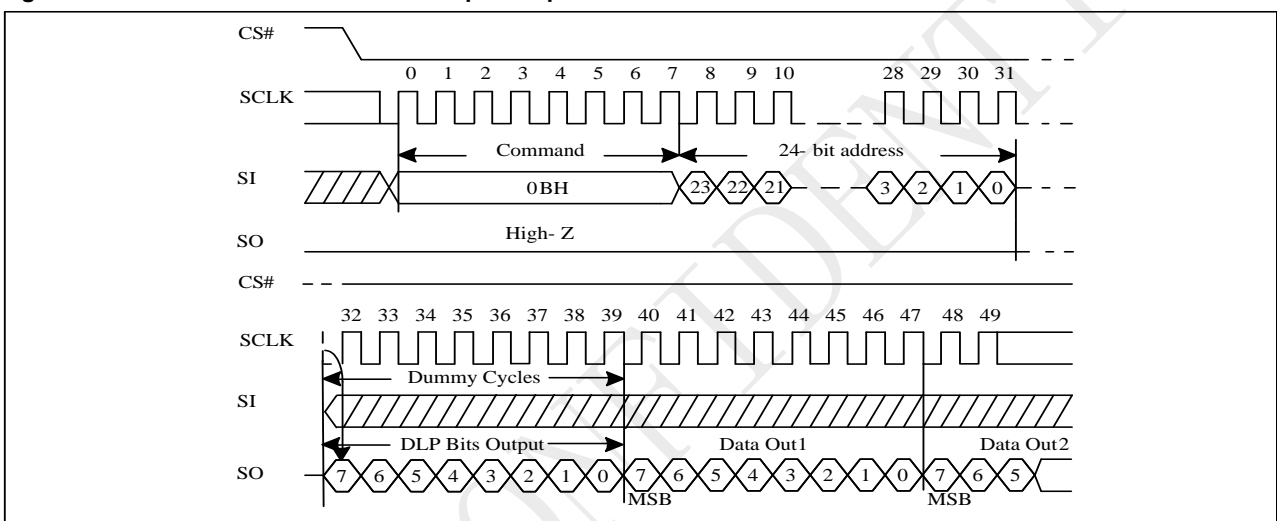 CS#
0 1 2 3 4 5 6 7 8 9 10 28 29 30 31
SCLK
Command 24- bit address
SI 0BH 23 22 21 3 2 1 0
SO High- Z
CS#
32 33 34 35 36 37 38 39 40 41 42 43 44 45 46 47 48 49
SCLK
Dummy Cycles
SI
DLP Bits Output Data Out1 Data Out2
SO 7 6 5 4 3 2 1 0 7 6 5 4 3 2 1 0 7 6 5
MSB MSB